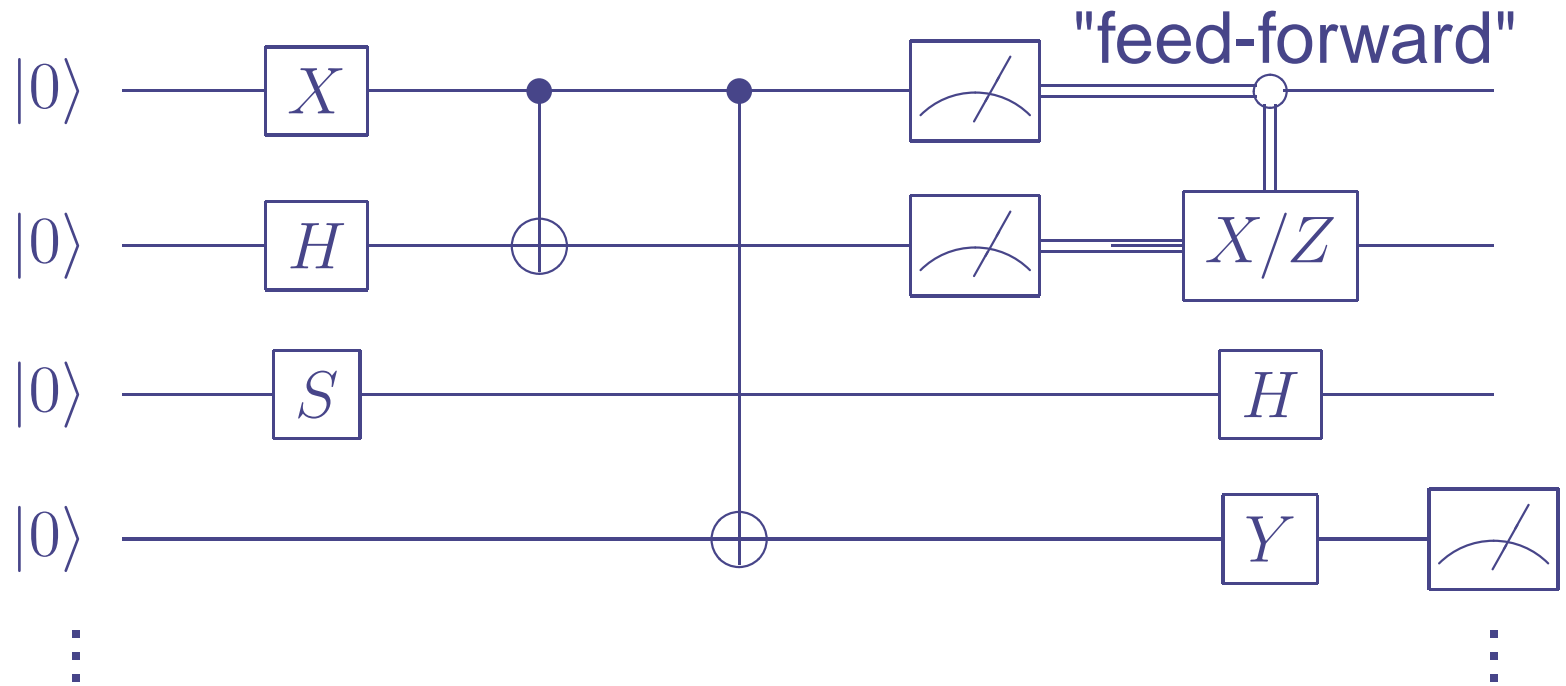 "feed-forward"
|0⟩ X
|0⟩ H X/Z
|0⟩ S H
|0⟩ Y